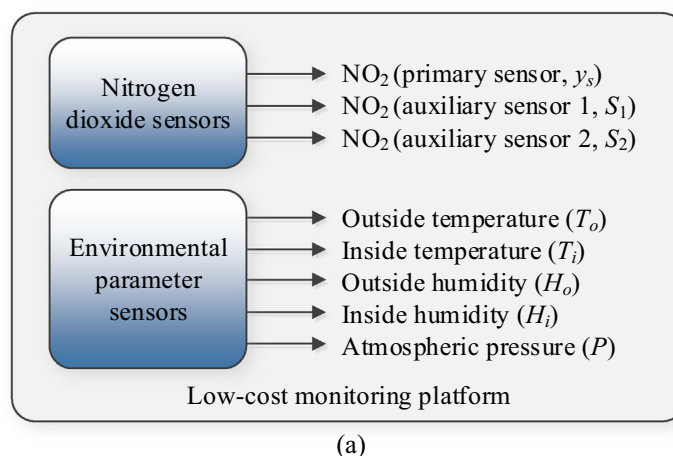 Nitrogen
dioxide sensors
NO₂ (primary sensor, yₛ)
NO₂ (auxiliary sensor 1, S₁)
NO₂ (auxiliary sensor 2, S₂)
Environmental
parameter
sensors
Outside temperature (Tₒ)
Inside temperature (Tᵢ)
Outside humidity (Hₒ)
Inside humidity (Hᵢ)
Atmospheric pressure (P)
Low-cost monitoring platform
(a)